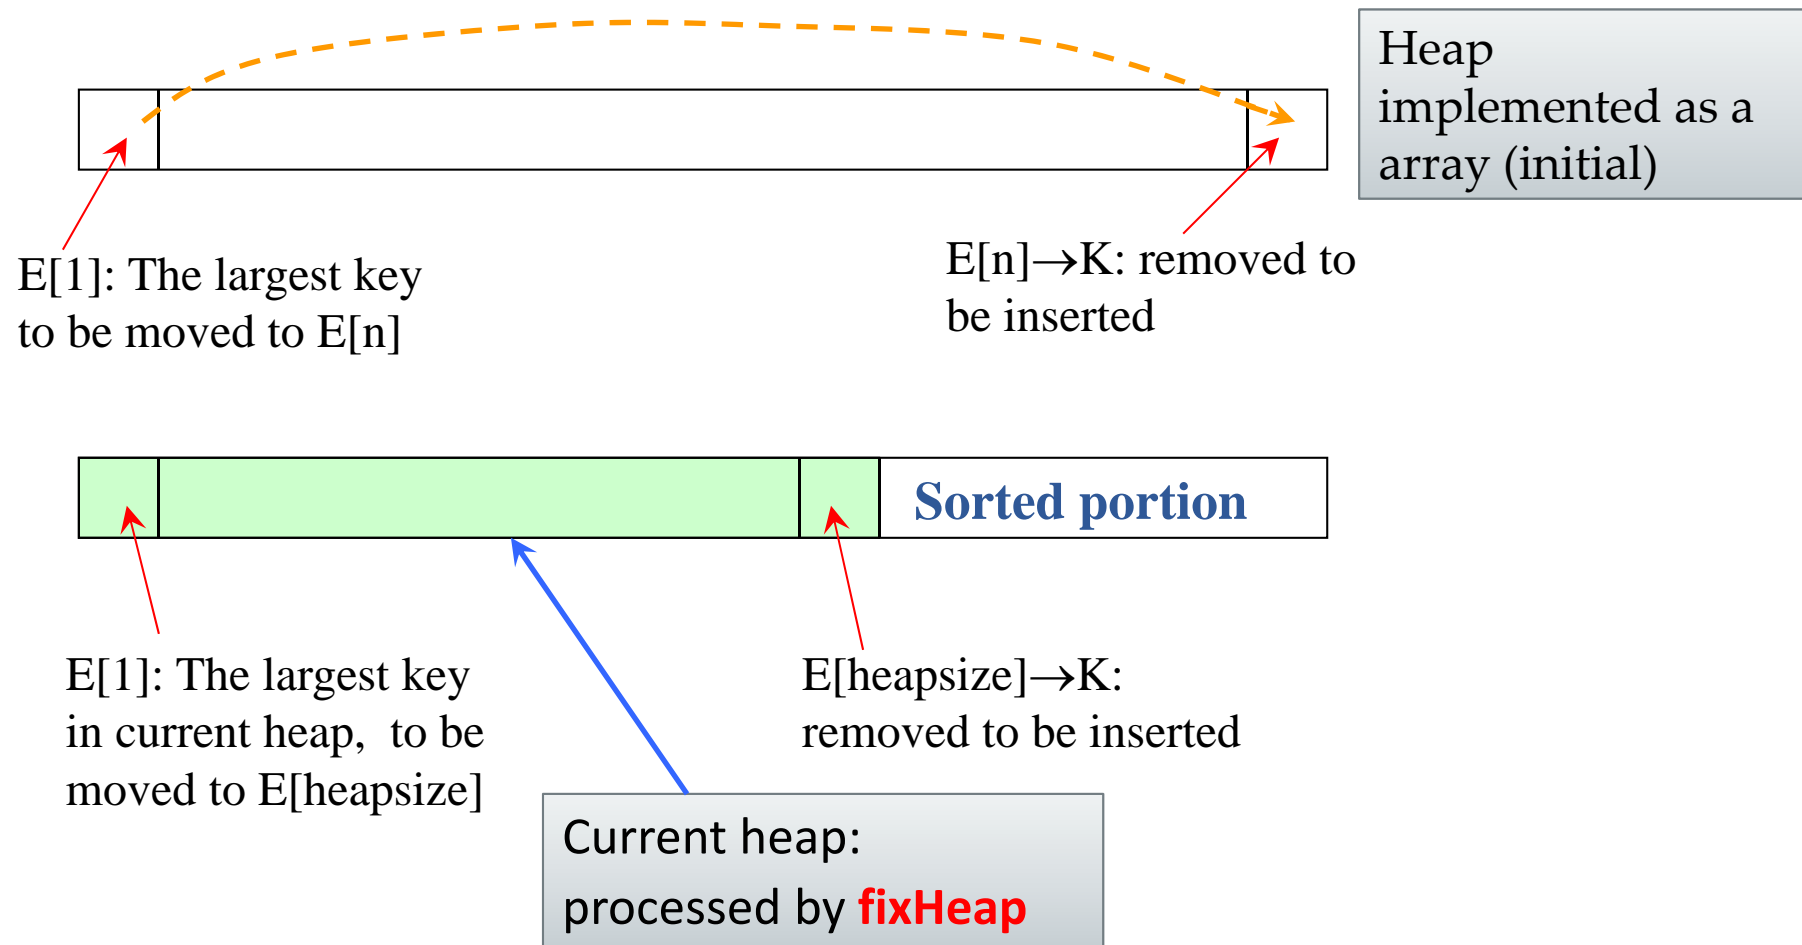 Heap
implemented as a
array (initial)
E[1]: The largest key
to be moved to E[n]
E[n]→K: removed to
be inserted
Sorted portion
E[1]: The largest key
in current heap, to be
moved to E[heapsize]
E[heapsize]→K:
removed to be inserted
Current heap:
processed by fixHeap